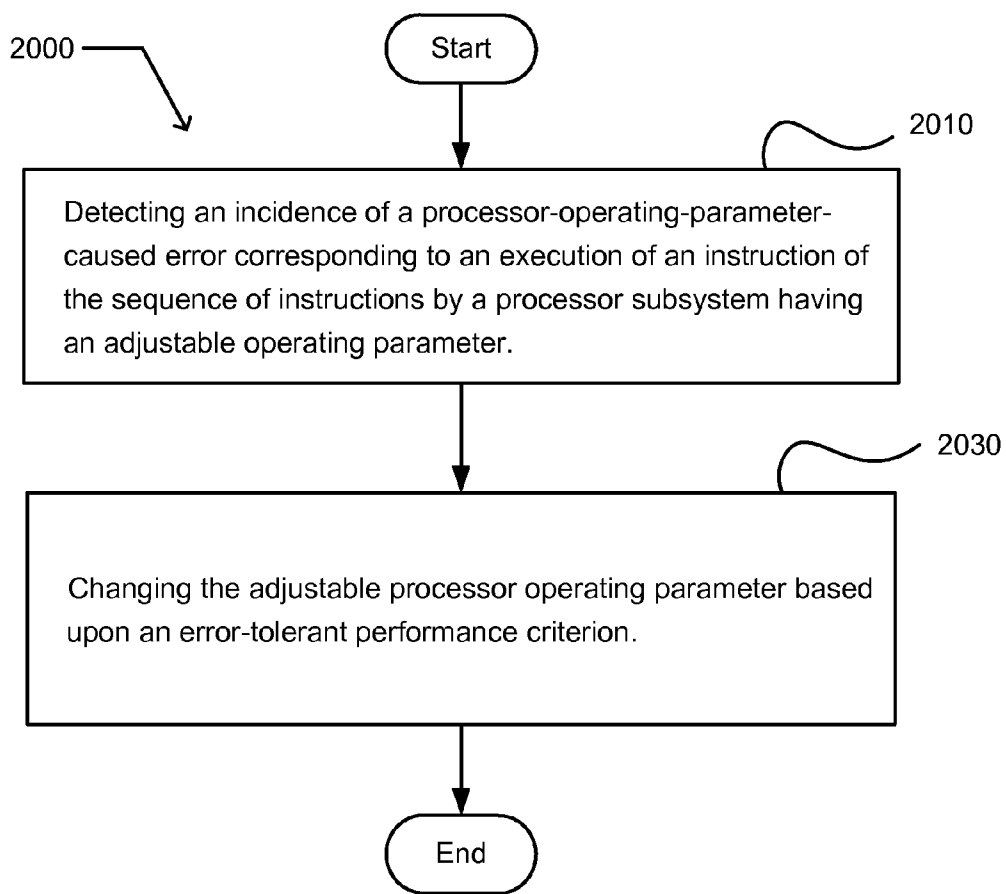 2000
Start
2010
Detecting an incidence of a processor-operating-parameter-
caused error corresponding to an execution of an instruction of
the sequence of instructions by a processor subsystem having
an adjustable operating parameter.
2030
Changing the adjustable processor operating parameter based
upon an error-tolerant performance criterion.
End